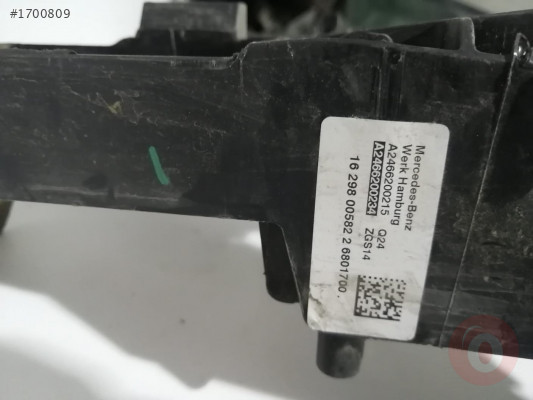 #1700809
Mercedes-Benz
Werk Hamburg
A2466200215 Q24
A2466200234 ZGS14
16 298 00582 2 6801700.